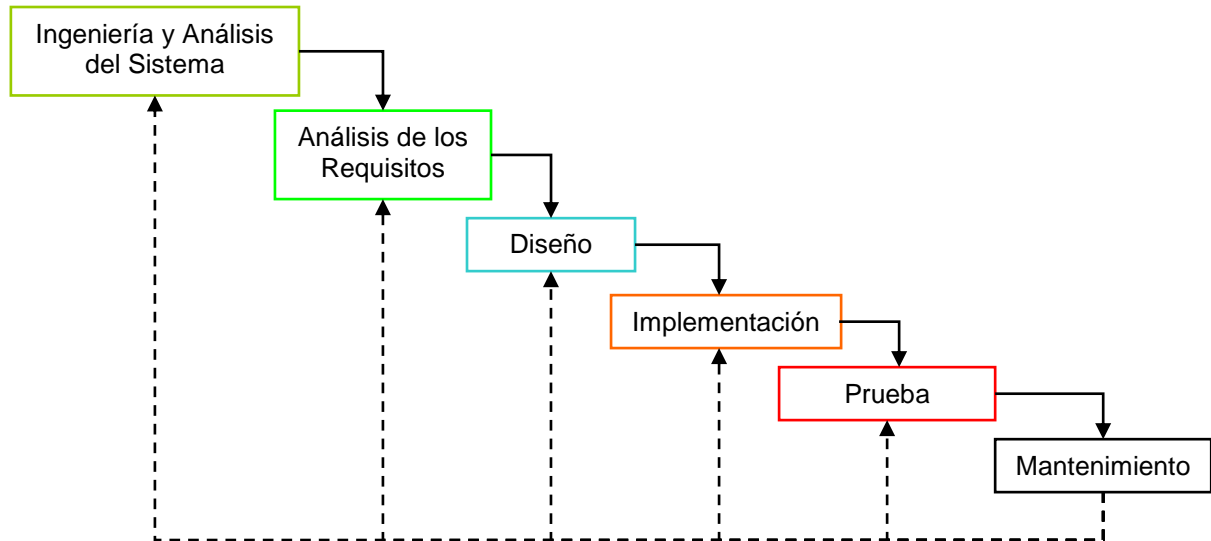 Ingeniería y Análisis
del Sistema
Análisis de los
Requisitos
Diseño
Implementación
Prueba
Mantenimiento